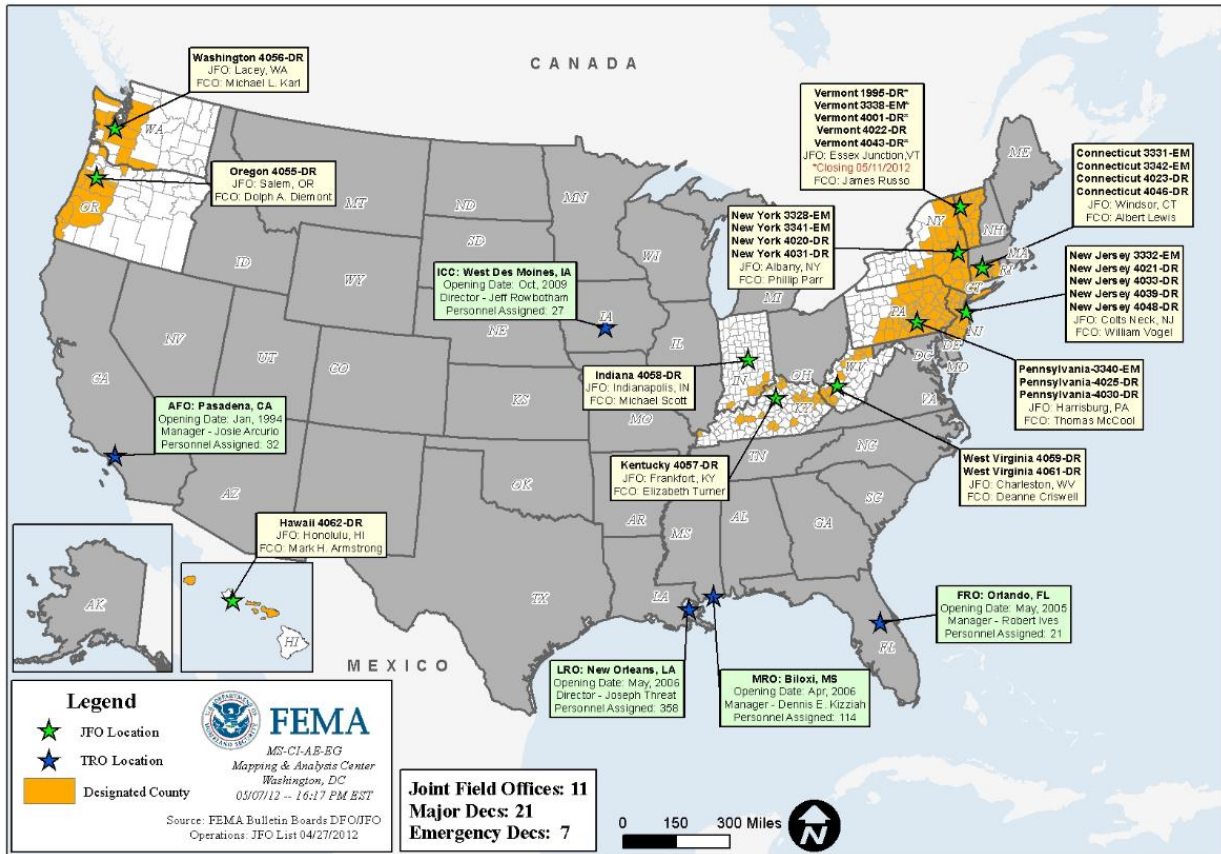 CANADA
Washington 4056-DR
JFO: Lacey, WA
FCO: Michael L. Karl
Oregon 4055-DR
JFO: Salem, OR
FCO: Dolph A. Diemont
Vermont 1995-DR*
Vermont 3338-EM*
Vermont 4001-DR*
Vermont 4022-DR
Vermont 4043-DR*
JFO: Essex Junction,VT
*Closing 05/11/2012
FCO: James Russo
Connecticut 3331-EM
Connecticut 3342-EM
Connecticut 4023-DR
Connecticut 4046-DR
JFO: Windsor, CT
FCO: Albert Lewis
New York 3328-EM
New York 3341-EM
New York 4020-DR
New York 4031-DR
JFO: Albany, NY
FCO: Phillip Parr
New Jersey 3332-EM
New Jersey 4021-DR
New Jersey 4033-DR
New Jersey 4039-DR
New Jersey 4048-DR
JFO: Colts Neck, NJ
FCO: William Vogel
ICC: West Des Moines, IA
Opening Date: Oct, 2009
Director - Jeff Rowbotham
Personnel Assigned: 27
Indiana 4058-DR
JFO: Indianapolis, IN
FCO: Michael Scott
Pennsylvania-3340-EM
Pennsylvania-4025-DR
Pennsylvania-4030-DR
JFO: Harrisburg, PA
FCO: Thomas McCool
AFO: Pasadena, CA
Opening Date: Jan, 1994
Manager - Josie Arcurio
Personnel Assigned: 32
Kentucky 4057-DR
JFO: Frankfort, KY
FCO: Elizabeth Turner
West Virginia 4059-DR
West Virginia 4061-DR
JFO: Charleston, WV
FCO: Deanne Criswell
Hawaii 4062-DR
JFO: Honolulu, HI
FCO: Mark H. Armstrong
FRO: Orlando, FL
Opening Date: May, 2005
Manager - Robert Ives
Personnel Assigned: 21
LRO: New Orleans, LA
Opening Date: May, 2006
Director - Joseph Threat
Personnel Assigned: 358
MRO: Biloxi, MS
Opening Date: Apr, 2006
Manager - Dennis E. Kizziah
Personnel Assigned: 114
WA
OR
MT
ND
MN
ME
ID
SD
WI
NY
NH
MA
RI
CT
WY
MI
IA
PA
NJ
NV
UT
NE
IL
IN
OH
DE
DC
MD
WV
VA
CA
CO
KS
MO
KY
AZ
OK
TN
NC
AR
SC
MS
AL
GA
TX
LA
FL
AK
HI
MEXICO
Legend
JFO Location
TRO Location
Designated County
FEMA
MS-CI-AE-EG
Mapping & Analysis Center
Washington, DC
05/07/12 -- 16:17 PM EST
Source: FEMA Bulletin Boards DFO/JFO
Operations: JFO List 04/27/2012
Joint Field Offices: 11
Major Decs: 21
Emergency Decs: 7
0 150 300 Miles
N